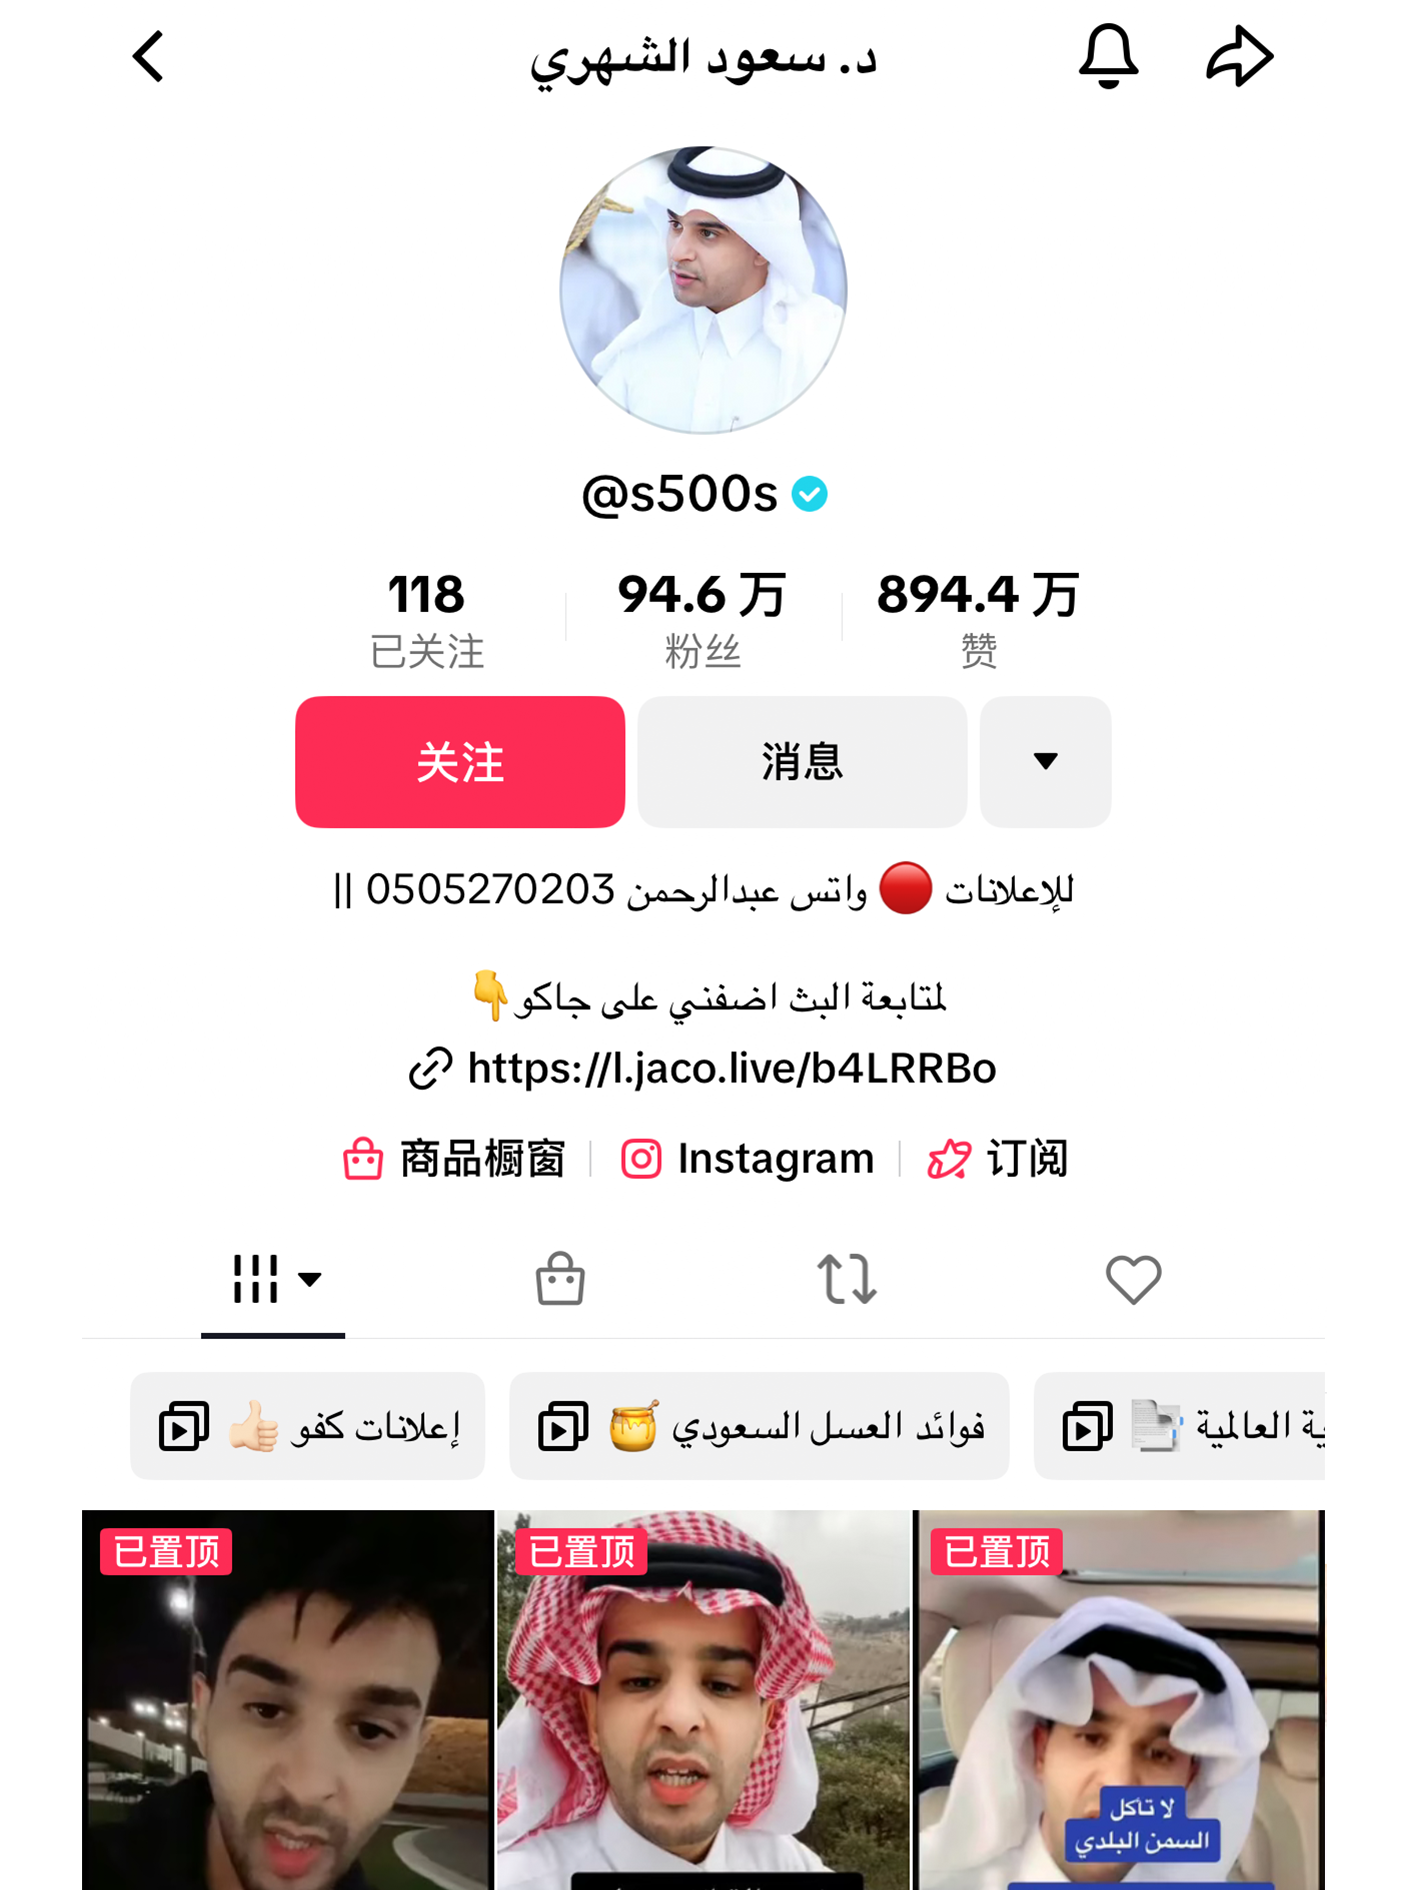 د. سعود الشهري
@s500s
118
已关注
94.6 万
粉丝
894.4 万
赞
关注
消息
للإعلانات 🔴 واتس عبدالرحمن 0505270203 ||
لمتابعة البث اضفني على جاكو👇
https://l.jaco.live/b4LRRBo
商品橱窗
Instagram
订阅
إعلانات كفو 👍🏻
فوائد العسل السعودي 🍯
ية العالمية 📑
已置顶
已置顶
已置顶
لا تأكل
السمن البلدي